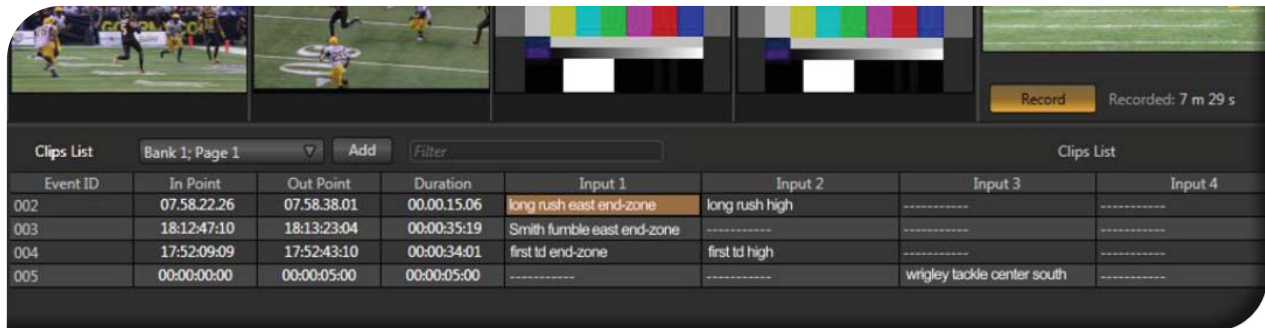 Record Recorded: 7 m 29 s
Clips List Bank 1; Page 1 Add Filter Clips List
Event ID In Point Out Point Duration Input 1 Input 2 Input 3 Input 4
002 07.58.22.26 07.58.38.01 00.00.15.06 long rush east end-zone long rush high ----------- -----------
003 18:12:47:10 18:13:23:04 00:00:35:19 Smith fumble east end-zone ----------- ----------- -----------
004 17:52:09:09 17:52:43:10 00:00:34:01 first td end-zone first td high ----------- -----------
005 00:00:00:00 00:00:05:00 00:00:05:00 ----------- ----------- wrigley tackle center south -----------